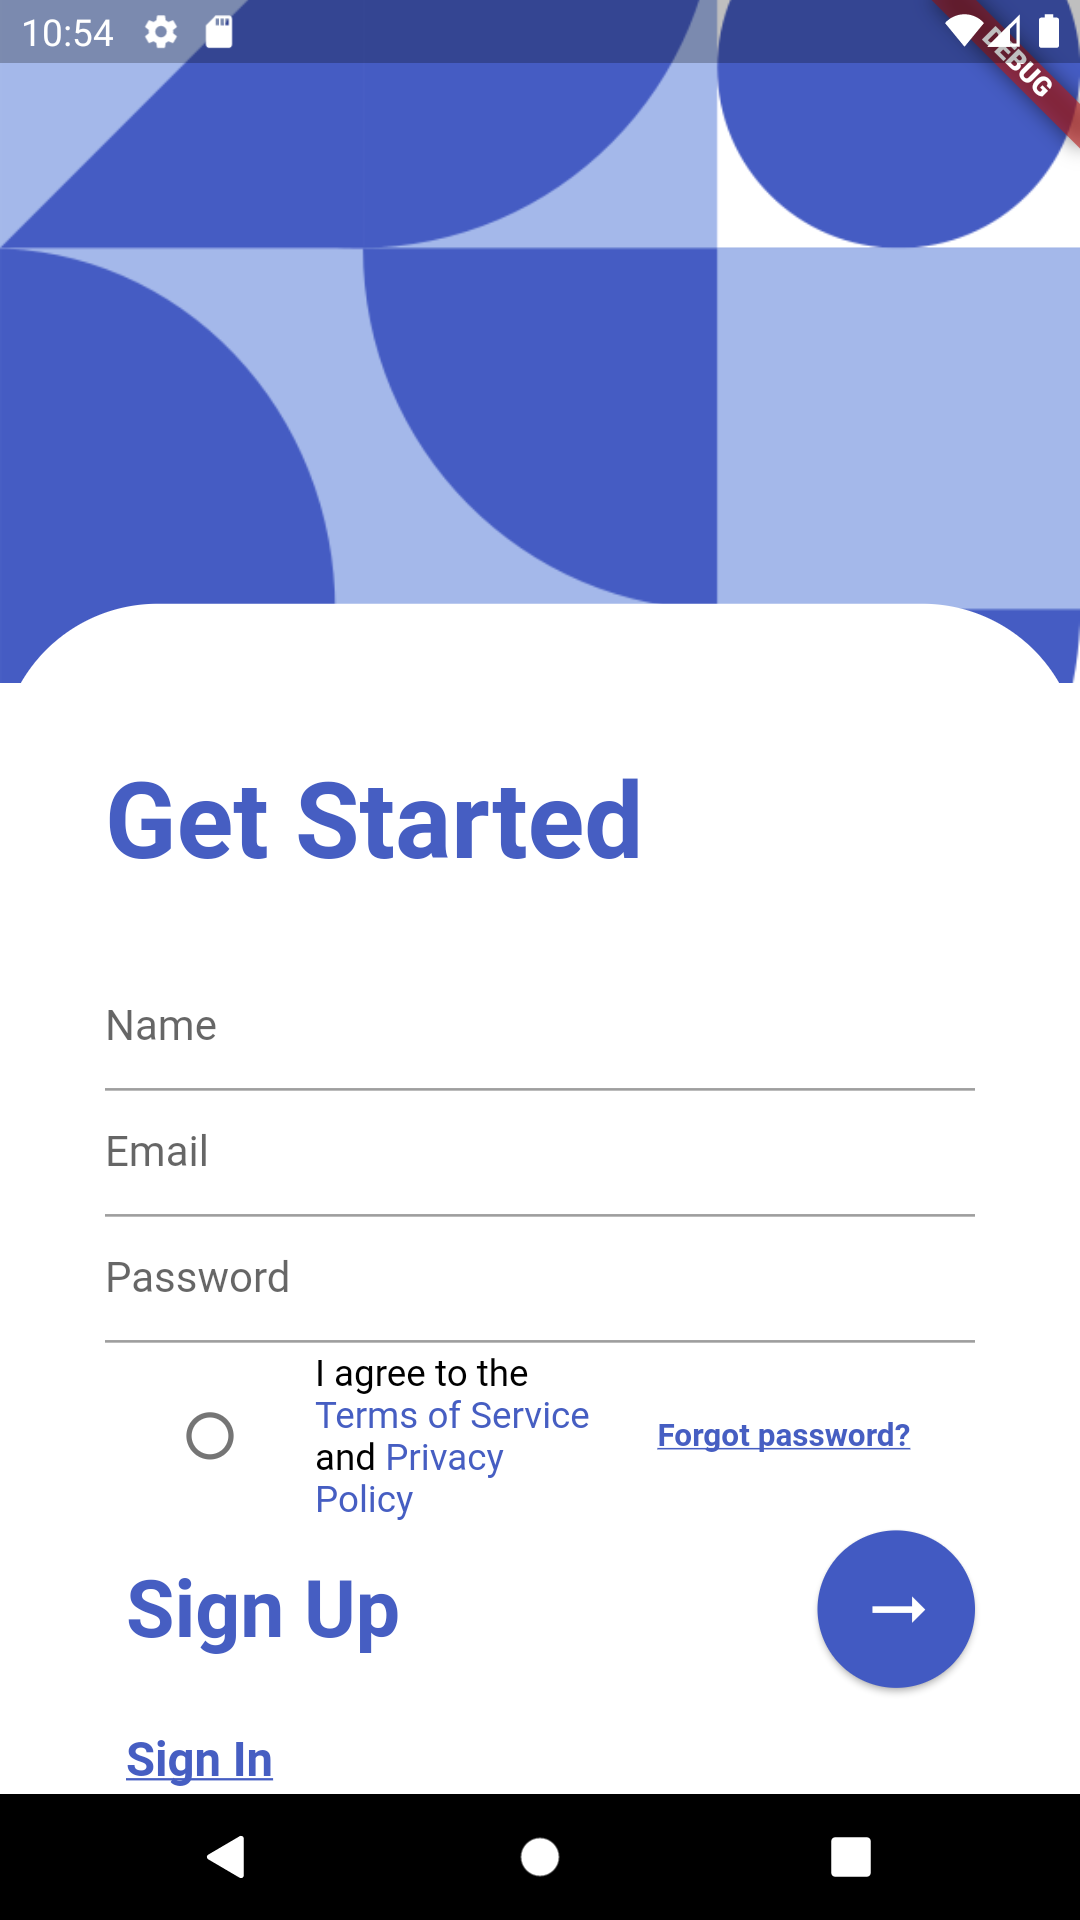 10:54
DEBUG
Get Started
Name
Email
Password
I agree to the
Terms of Service
and Privacy
Policy
Forgot password?
Sign Up
Sign In